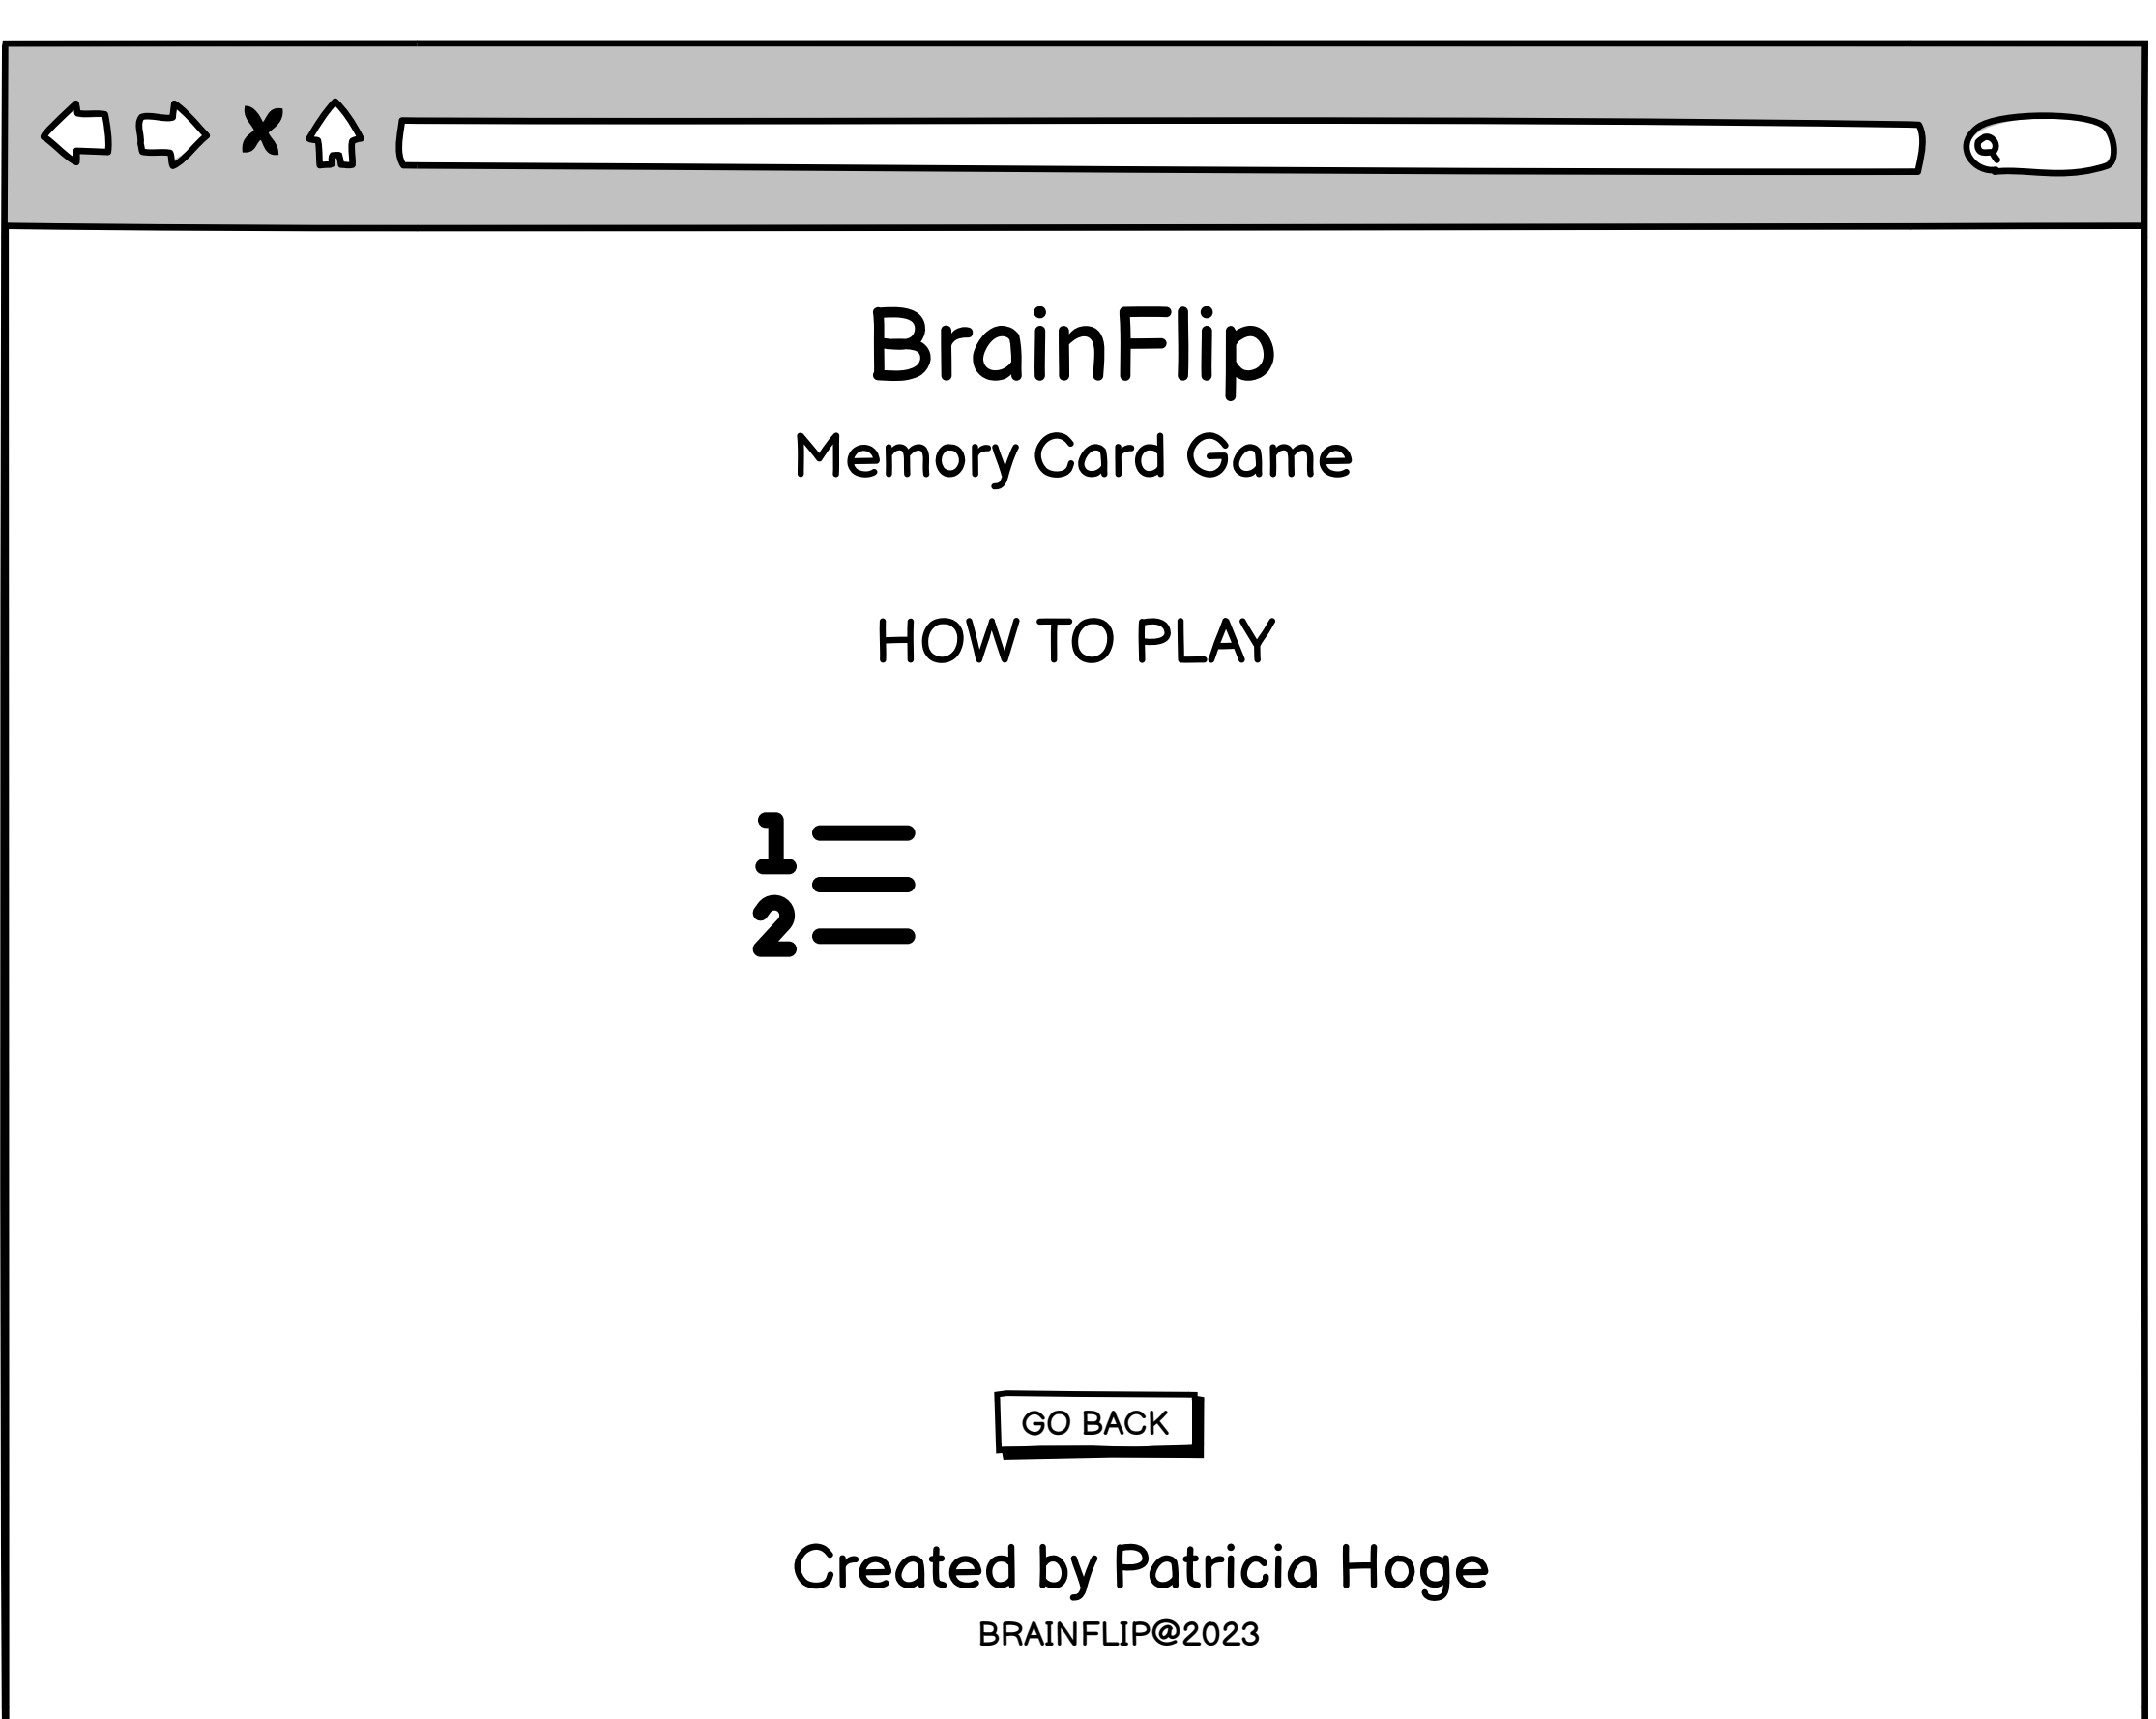 BrainFlip
Memory Card Game
HOW TO PLAY
1
2
GO BACK
Created by Patricia Hoge
BRAINFLIP@2023